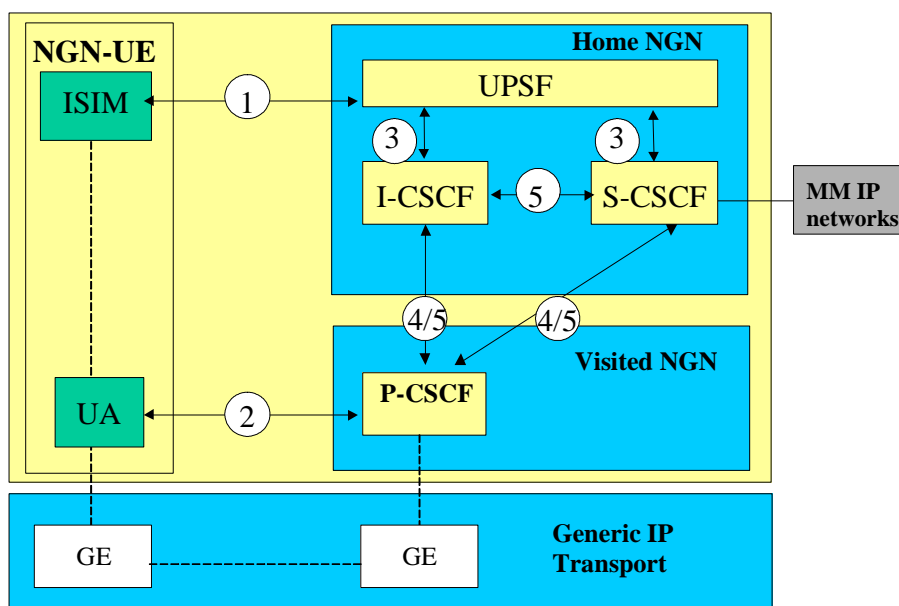 Home NGN
NGN-UE
ISIM
1
UPSF
3
3
I-CSCF
5
S-CSCF
MM IP
networks
4/5
4/5
Visited NGN
P-CSCF
UA
2
GE
GE
Generic IP
Transport